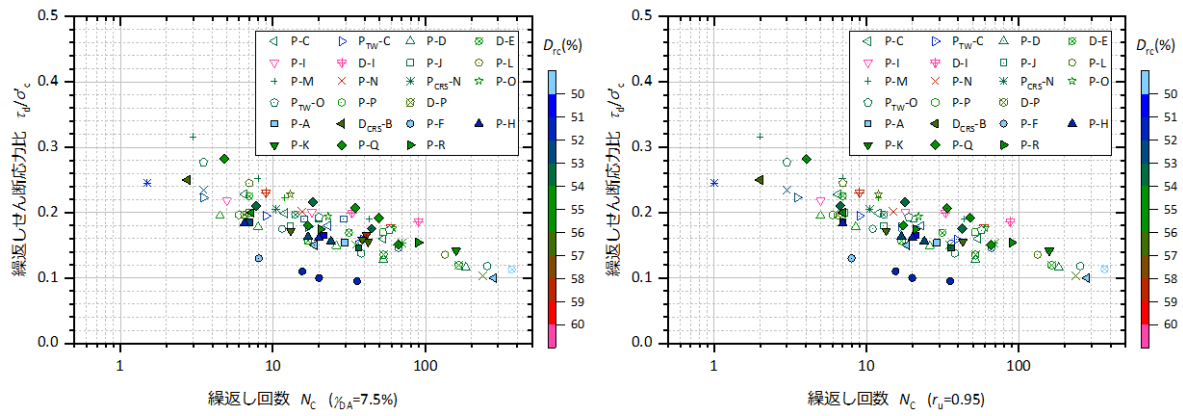 0.5
0.4
0.3
0.2
0.1
0.0
繰返しせん断応力比 τd/σ'c
P-C PTW-C P-D D-E
P-I D-I P-J P-L
P-M P-N PCRS-N P-O
PTW-O P-P D-P
P-A DCRS-B P-F P-H
P-K P-Q P-R
1 10 100
繰返し回数 NC (γDA=7.5%)
Drc(%)
50
51
52
53
54
55
56
57
58
59
60
0.5
0.4
0.3
0.2
0.1
0.0
繰返しせん断応力比 τd/σ'c
P-C PTW-C P-D D-E
P-I D-I P-J P-L
P-M P-N PCRS-N P-O
PTW-O P-P D-P
P-A DCRS-B P-F P-H
P-K P-Q P-R
1 10 100
繰返し回数 NC (ru=0.95)
Drc(%)
50
51
52
53
54
55
56
57
58
59
60